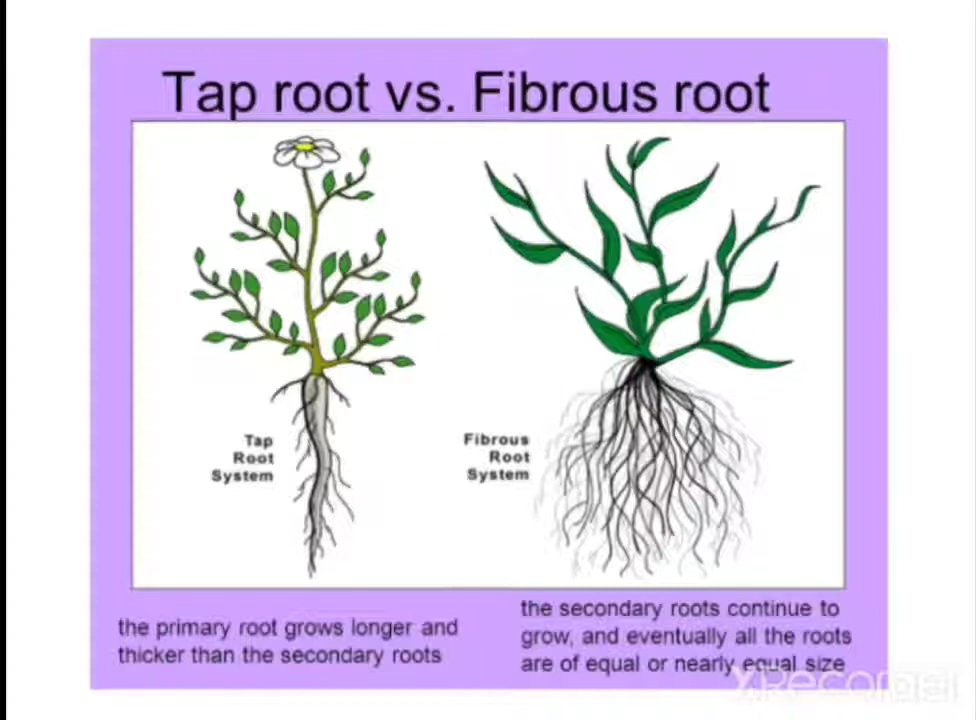 Tap root vs. Fibrous root
Tap
Root
System
Fibrous
Root
System
the primary root grows longer and
thicker than the secondary roots
the secondary roots continue to
grow, and eventually all the roots
are of equal or nearly equal size
XRecorder